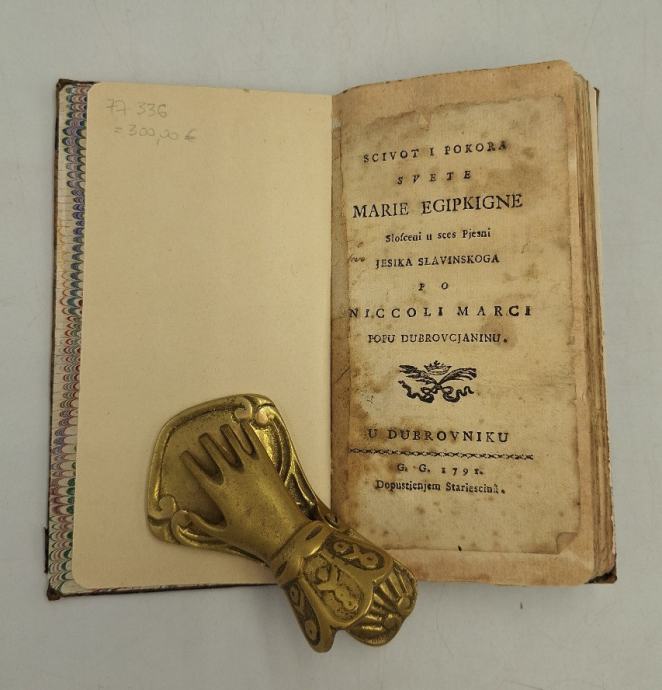 77.336
= 300,00 €
SCIVOT I POKORA
SVETE
MARIE EGIPKIGNE
Sloſceni u sces Pjesni
JESIKA SLAVINSKOGA
PO
NICCOLI MARCI
POPU DUBROVCJANINU.
U DUBROVNIKU
G. G. 1791.
Dopustjenjem Stariescinâ.